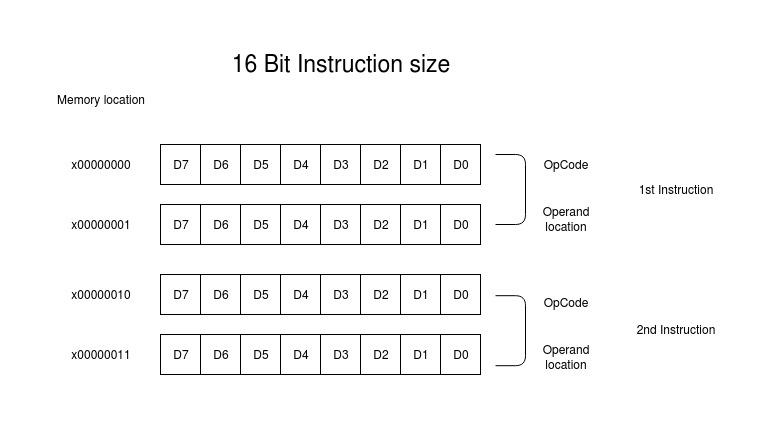 16 Bit Instruction size
Memory location
x00000000 D7 D6 D5 D4 D3 D2 D1 D0 OpCode
1st Instruction
x00000001 D7 D6 D5 D4 D3 D2 D1 D0 Operand
location
x00000010 D7 D6 D5 D4 D3 D2 D1 D0 OpCode
2nd Instruction
x00000011 D7 D6 D5 D4 D3 D2 D1 D0 Operand
location